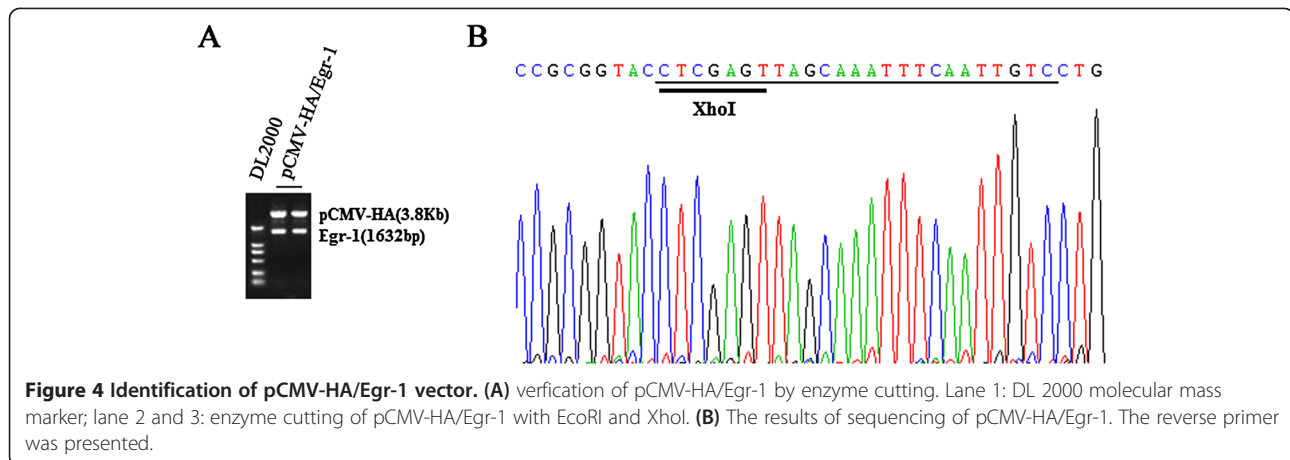 A
B
DL2000
pCMV-HA/Egr-1
pCMV-HA(3.8Kb)
Egr-1(1632bp)
CCGCGGTACCTCGAGTTAGCAAATTTCAATTGTCCTG
XhoI
Figure 4 Identification of pCMV-HA/Egr-1 vector. (A) verfication of pCMV-HA/Egr-1 by enzyme cutting. Lane 1: DL 2000 molecular mass
marker; lane 2 and 3: enzyme cutting of pCMV-HA/Egr-1 with EcoRI and XhoI. (B) The results of sequencing of pCMV-HA/Egr-1. The reverse primer
was presented.